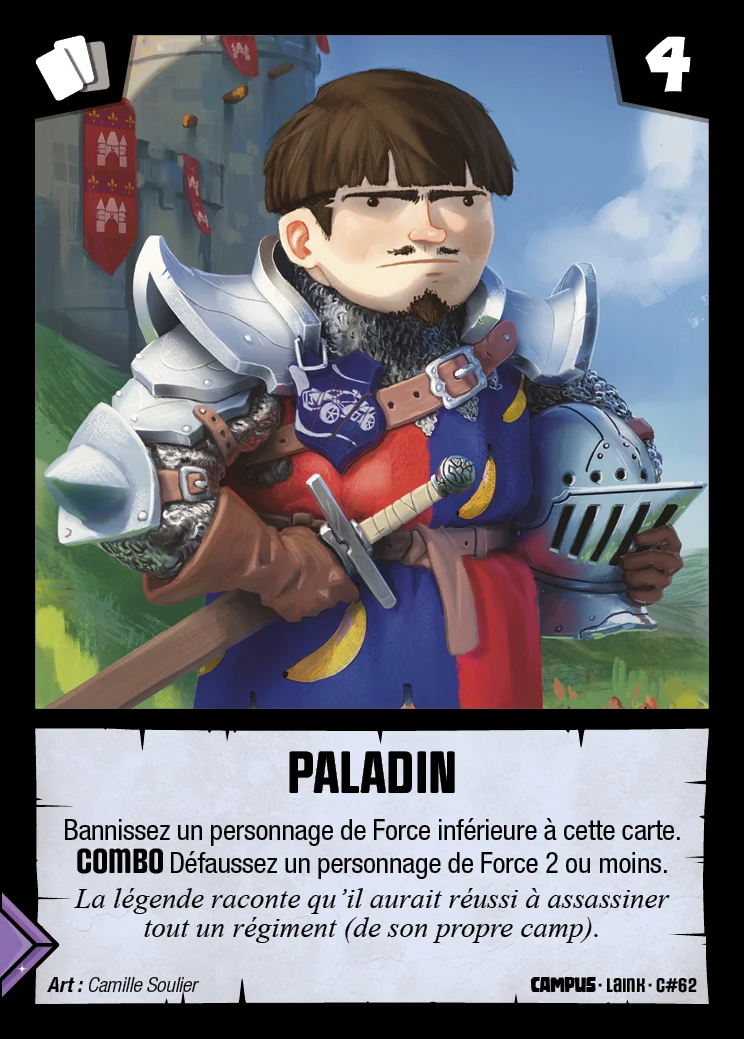 4
PALADIN
Bannissez un personnage de Force inférieure à cette carte.
COMBO Défaussez un personnage de Force 2 ou moins.
La légende raconte qu’il aurait réussi à assassiner
tout un régiment (de son propre camp).
Art : Camille Soulier
CAMPUS · LAINK · C#62